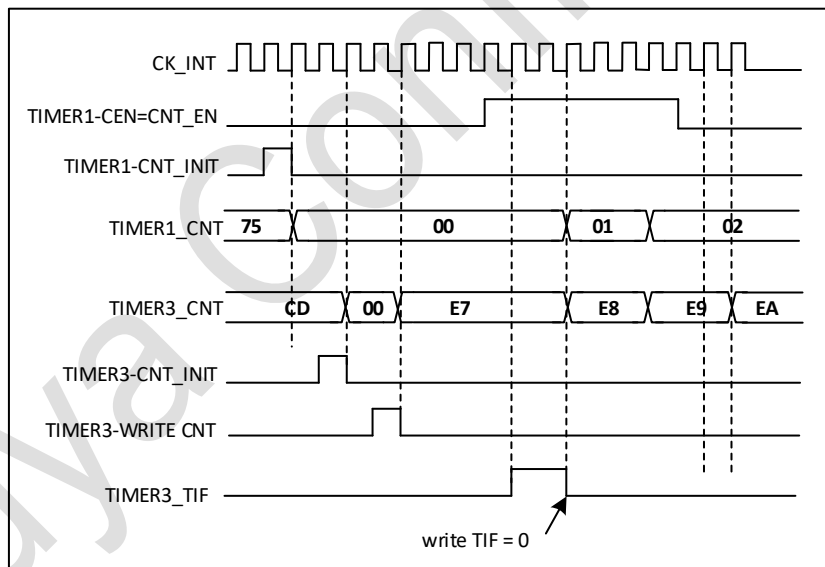 CK_INT
TIMER1-CEN=CNT_EN
TIMER1-CNT_INIT
TIMER1_CNT 75 00 01 02
TIMER3_CNT CD 00 E7 E8 E9 EA
TIMER3-CNT_INIT
TIMER3-WRITE CNT
TIMER3_TIF
write TIF = 0